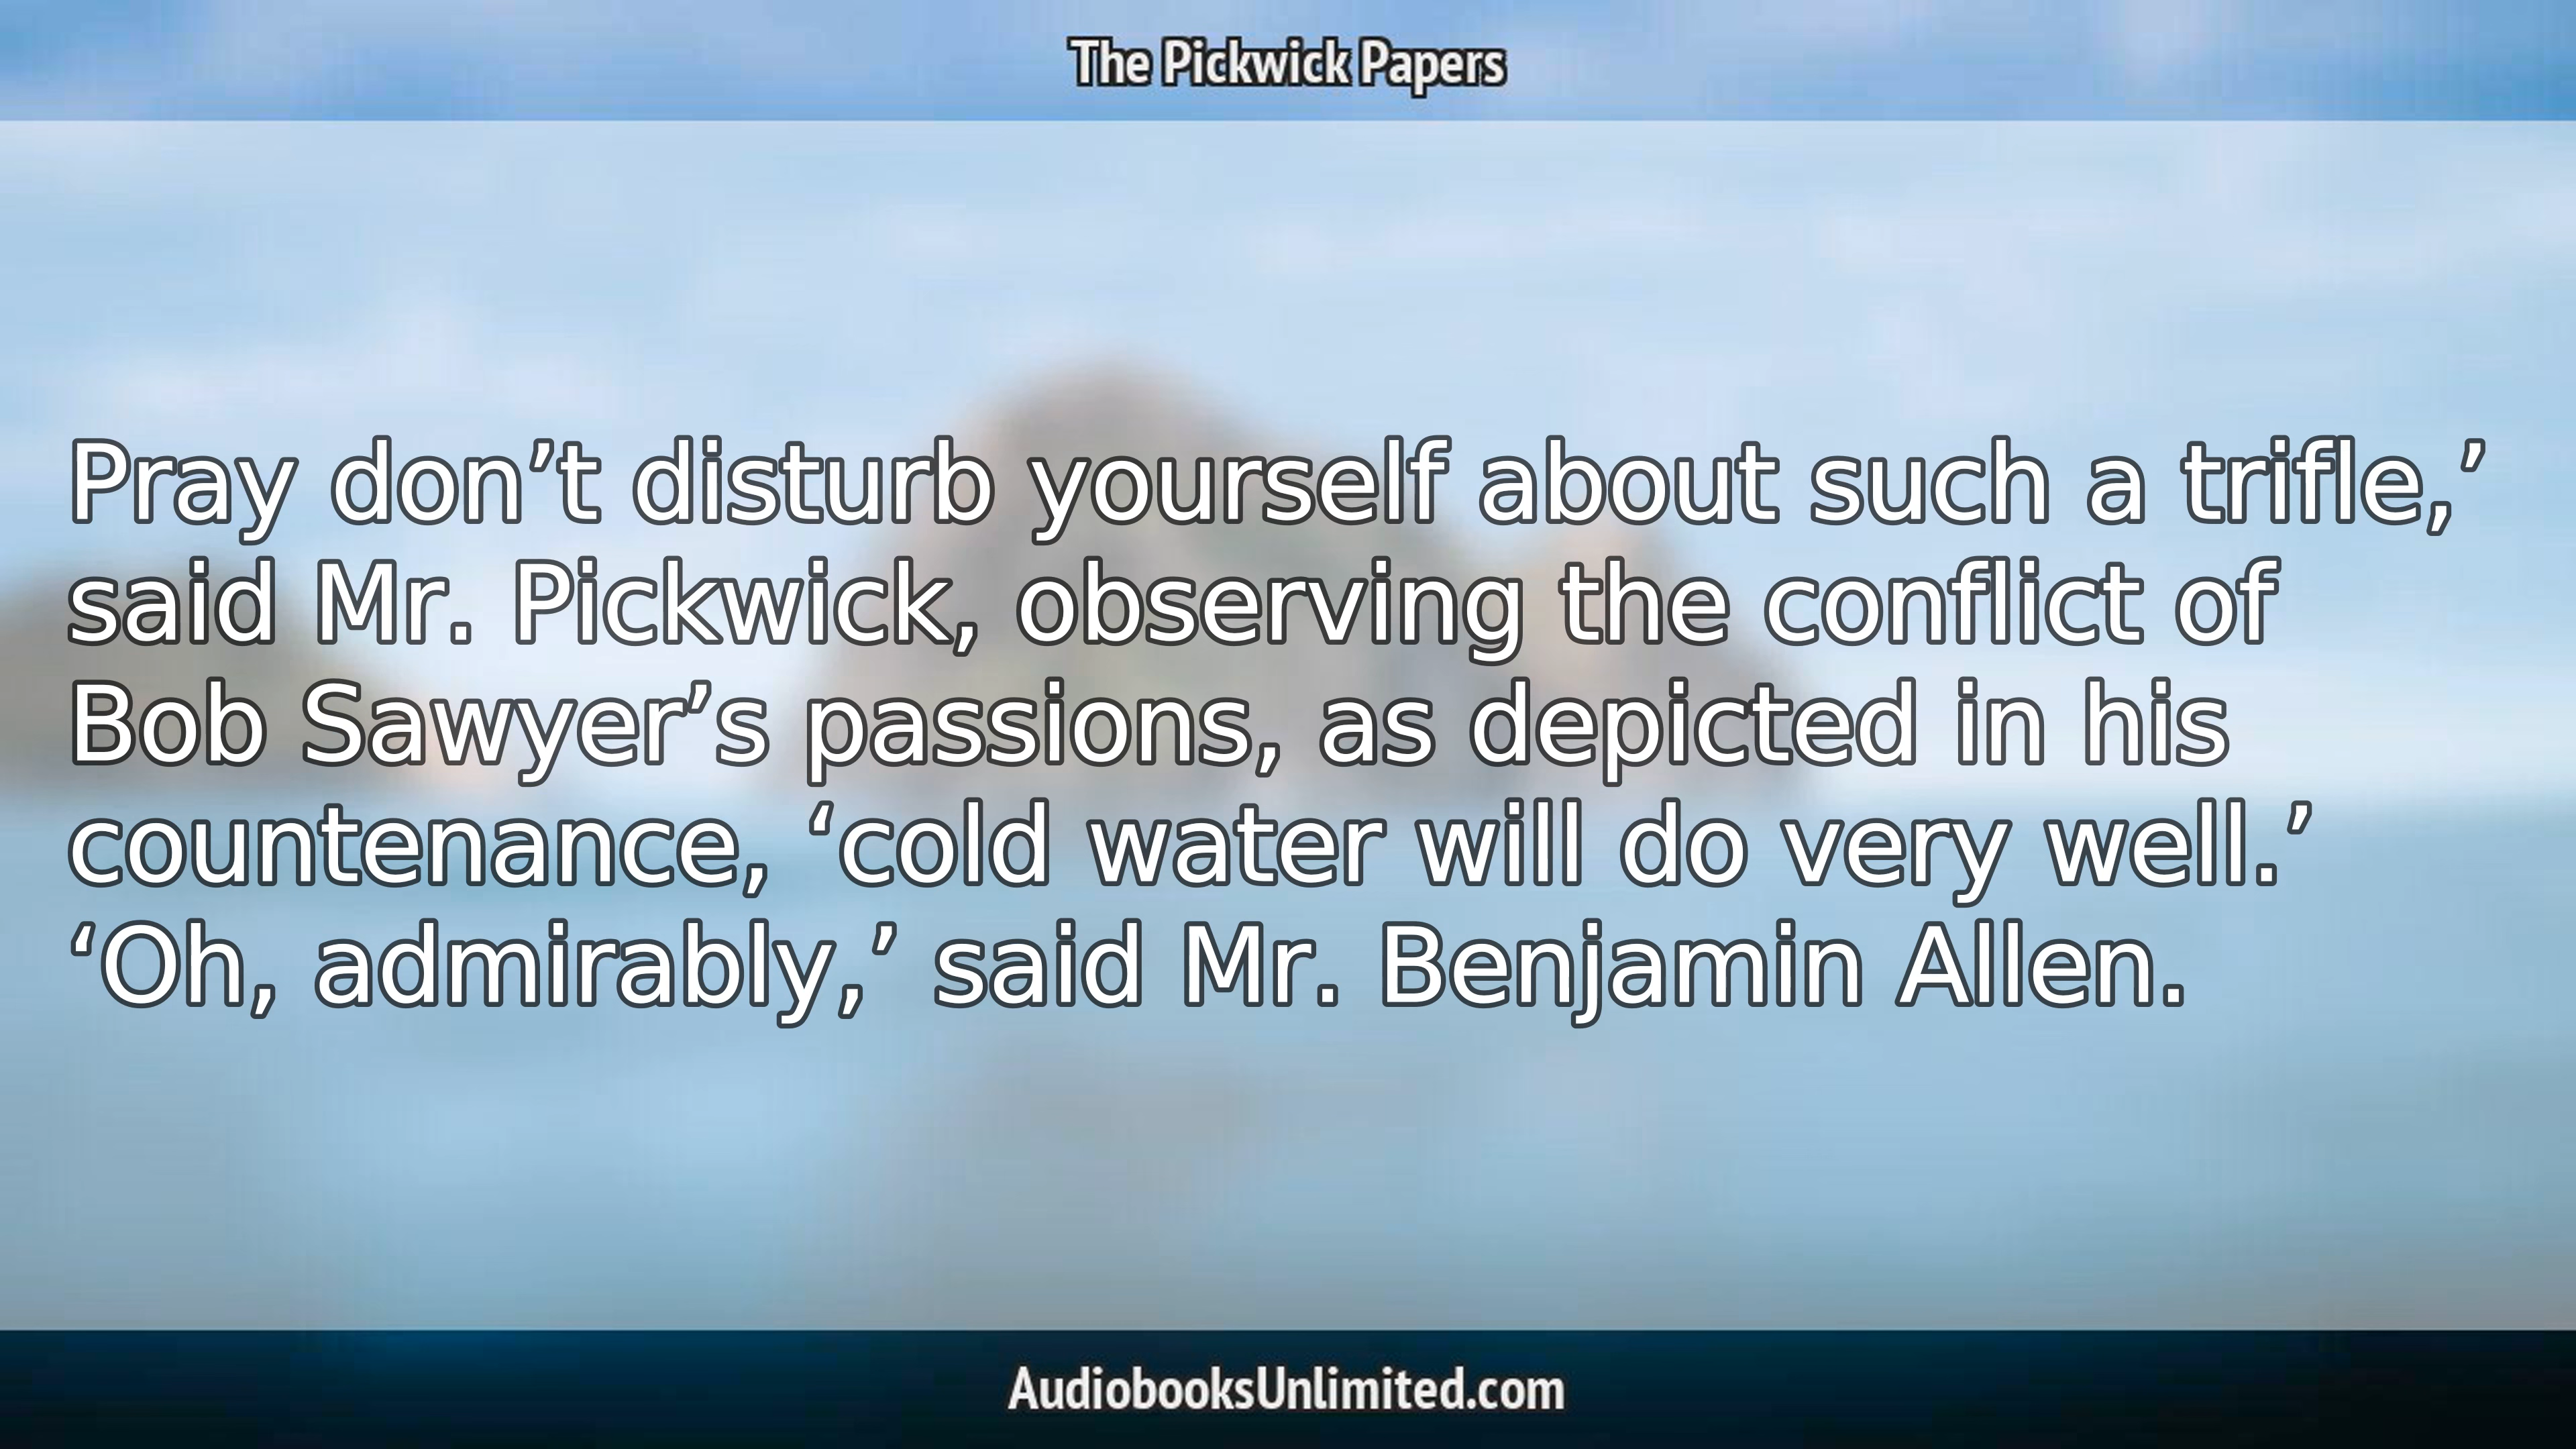 The Pickwick Papers
Pray don’t disturb yourself about such a trifle,’
said Mr. Pickwick, observing the conflict of
Bob Sawyer’s passions, as depicted in his
countenance, ‘cold water will do very well.’
‘Oh, admirably,’ said Mr. Benjamin Allen.
AudiobooksUnlimited.com